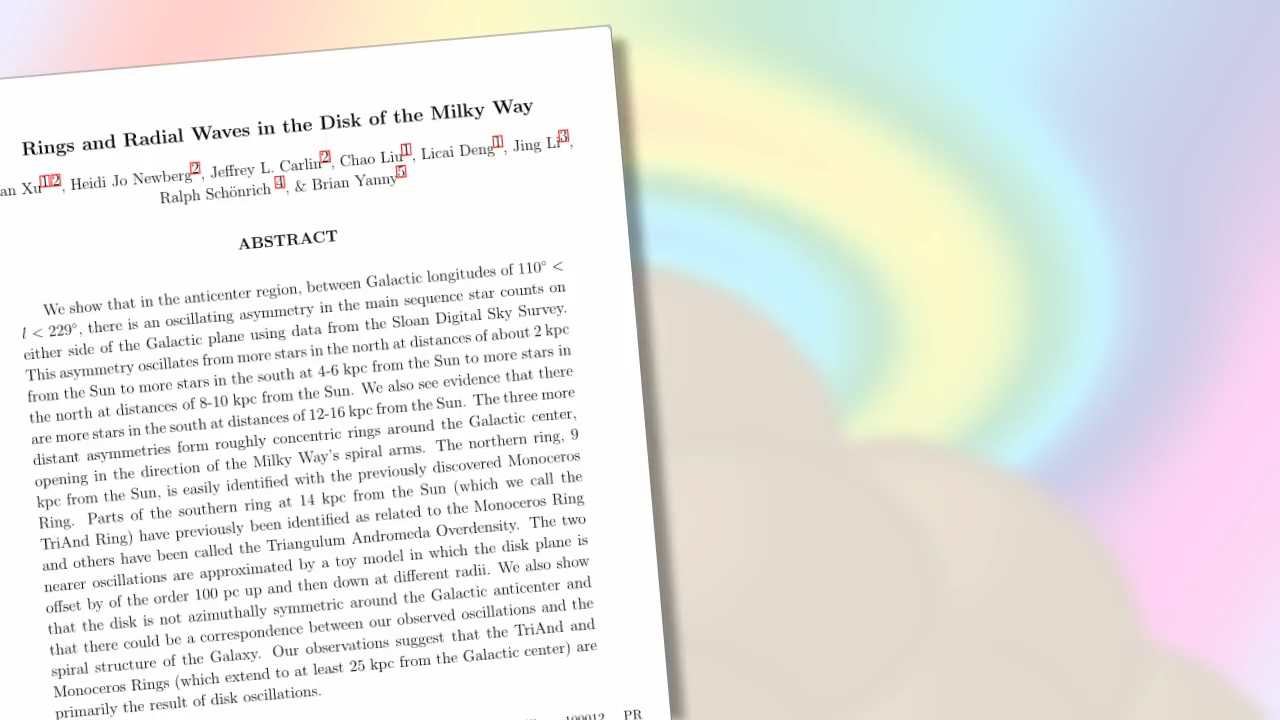 Rings and Radial Waves in the Disk of the Milky Way
an Xu1 2, Heidi Jo Newberg2, Jeffrey L. Carlin2, Chao Liu1, Licai Deng1, Jing Li3,
Ralph Schönrich 4, & Brian Yanny5
ABSTRACT
We show that in the anticenter region, between Galactic longitudes of 110° <
l < 229°, there is an oscillating asymmetry in the main sequence star counts on
either side of the Galactic plane using data from the Sloan Digital Sky Survey.
This asymmetry oscillates from more stars in the north at distances of about 2 kpc
from the Sun to more stars in the south at 4-6 kpc from the Sun to more stars in
the north at distances of 8-10 kpc from the Sun. We also see evidence that there
are more stars in the south at distances of 12-16 kpc from the Sun. The three more
distant asymmetries form roughly concentric rings around the Galactic center,
opening in the direction of the Milky Way's spiral arms. The northern ring, 9
kpc from the Sun, is easily identified with the previously discovered Monoceros
Ring. Parts of the southern ring at 14 kpc from the Sun (which we call the
TriAnd Ring) have previously been identified as related to the Monoceros Ring
and others have been called the Triangulum Andromeda Overdensity. The two
nearer oscillations are approximated by a toy model in which the disk plane is
offset by of the order 100 pc up and then down at different radii. We also show
that the disk is not azimuthally symmetric around the Galactic anticenter and
that there could be a correspondence between our observed oscillations and the
spiral structure of the Galaxy. Our observations suggest that the TriAnd and
Monoceros Rings (which extend to at least 25 kpc from the Galactic center) are
primarily the result of disk oscillations.
100012 PR